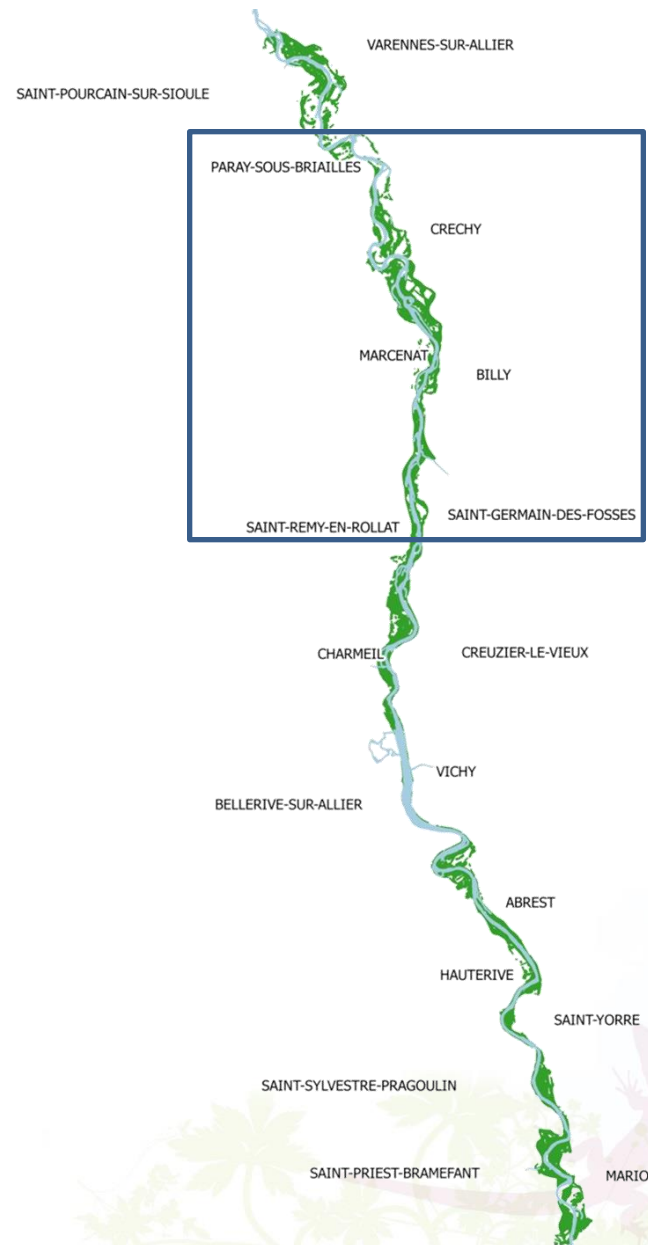 VARENNES-SUR-ALLIER
SAINT-POURCAIN-SUR-SIOULE
PARAY-SOUS-BRIAILLES
CRECHY
MARCENAT
BILLY
SAINT-GERMAIN-DES-FOSSES
SAINT-REMY-EN-ROLLAT
CHARMEIL
CREUZIER-LE-VIEUX
VICHY
BELLERIVE-SUR-ALLIER
ABREST
HAUTERIVE
SAINT-YORRE
SAINT-SYLVESTRE-PRAGOULIN
SAINT-PRIEST-BRAMEFANT
MARIO